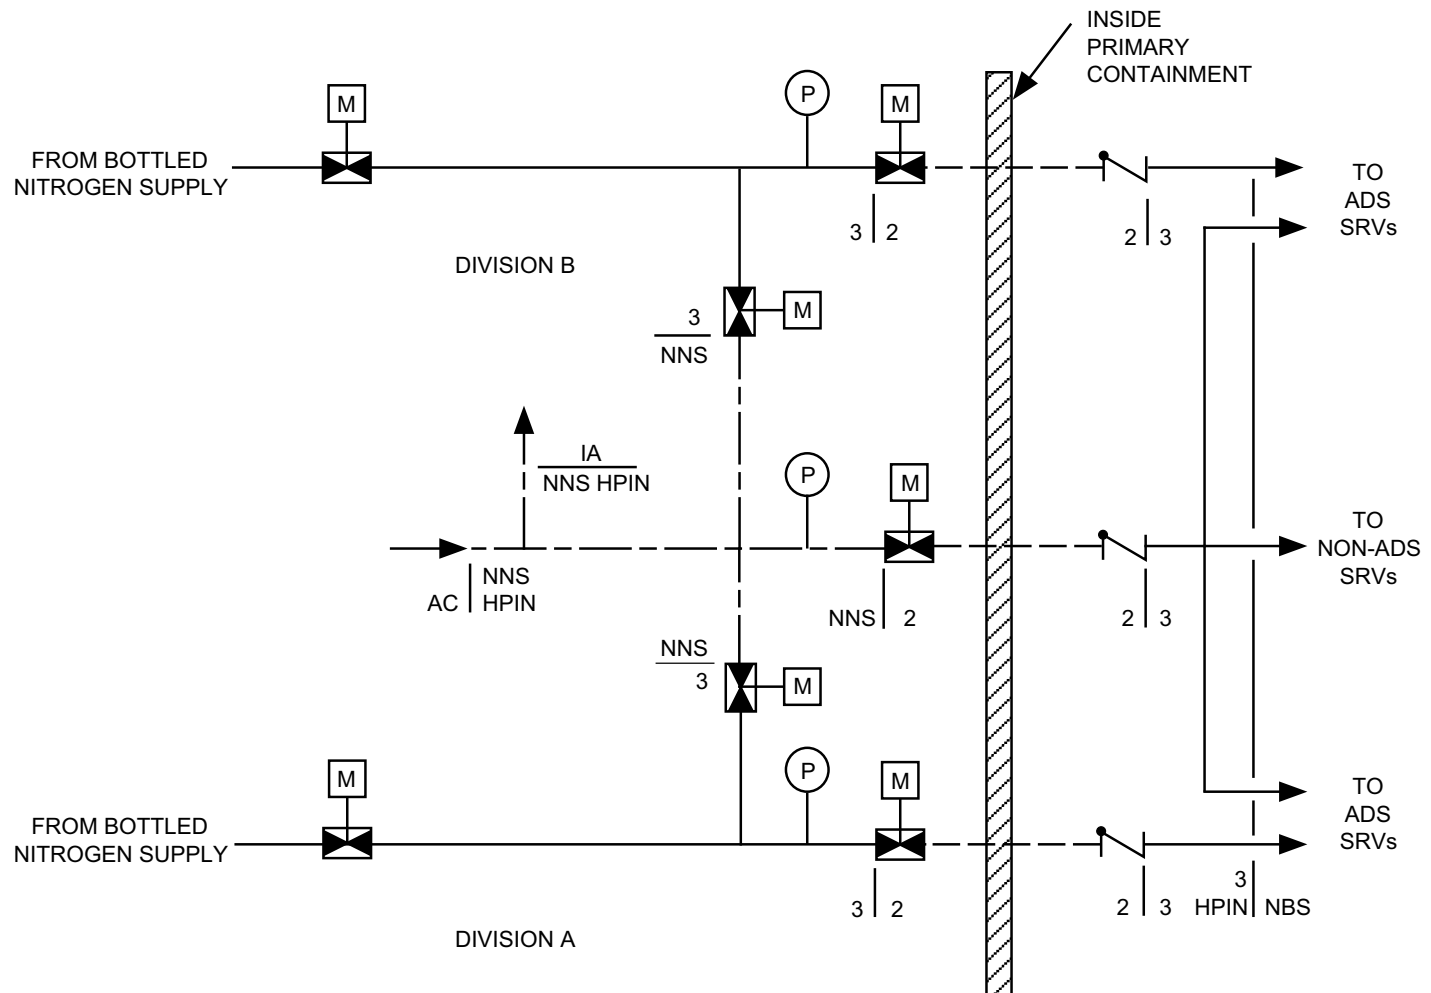 INSIDE
PRIMARY
CONTAINMENT
M
P
M
FROM BOTTLED
NITROGEN SUPPLY
TO
ADS
SRVs
3 2
2 3
DIVISION B
M
3
NNS
IA
NNS HPIN
P
M
TO
NON-ADS
SRVs
AC NNS
HPIN
NNS 2
2 3
NNS
3
M
M
P
M
TO
ADS
SRVs
FROM BOTTLED
NITROGEN SUPPLY
3 2
2 3
3
HPIN NBS
DIVISION A